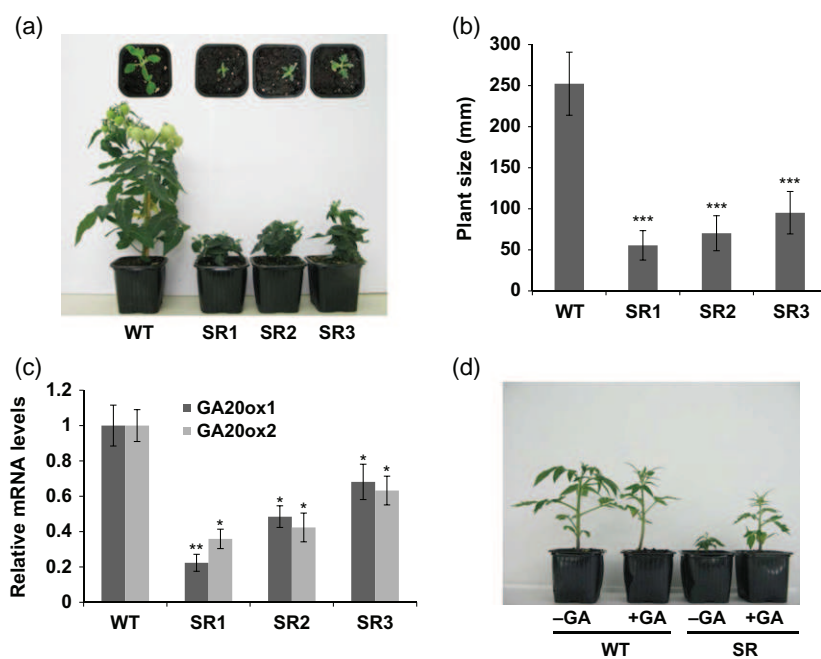 (a)
WT SR1 SR2 SR3
(b)
Plant size (mm)
300
250
200
150
100
50
0
***
***
***
WT SR1 SR2 SR3
(c)
Relative mRNA levels
1.2
1
0.8
0.6
0.4
0.2
0
GA20ox1
GA20ox2
** * * * * *
WT SR1 SR2 SR3
(d)
–GA +GA –GA +GA
WT SR